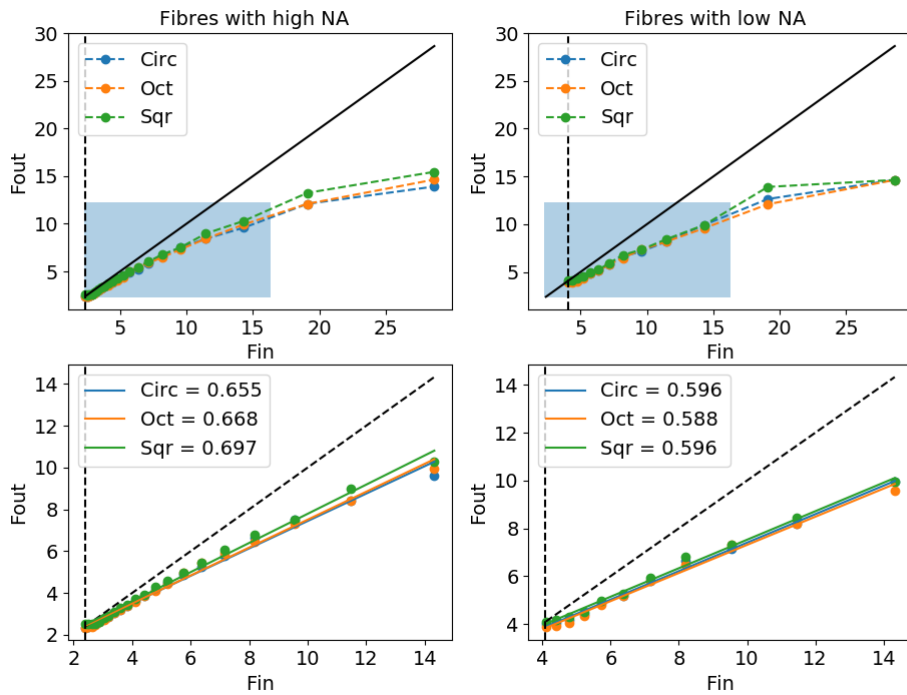 Fibres with high NA
30
25
20
15
10
5
Fout
Circ
Oct
Sqr
5 10 15 20 25
Fin
Fibres with low NA
30
25
20
15
10
5
Fout
Circ
Oct
Sqr
5 10 15 20 25
Fin
14
12
10
8
6
4
2
Fout
Circ = 0.655
Oct = 0.668
Sqr = 0.697
2 4 6 8 10 12 14
Fin
14
12
10
8
6
4
Fout
Circ = 0.596
Oct = 0.588
Sqr = 0.596
4 6 8 10 12 14
Fin